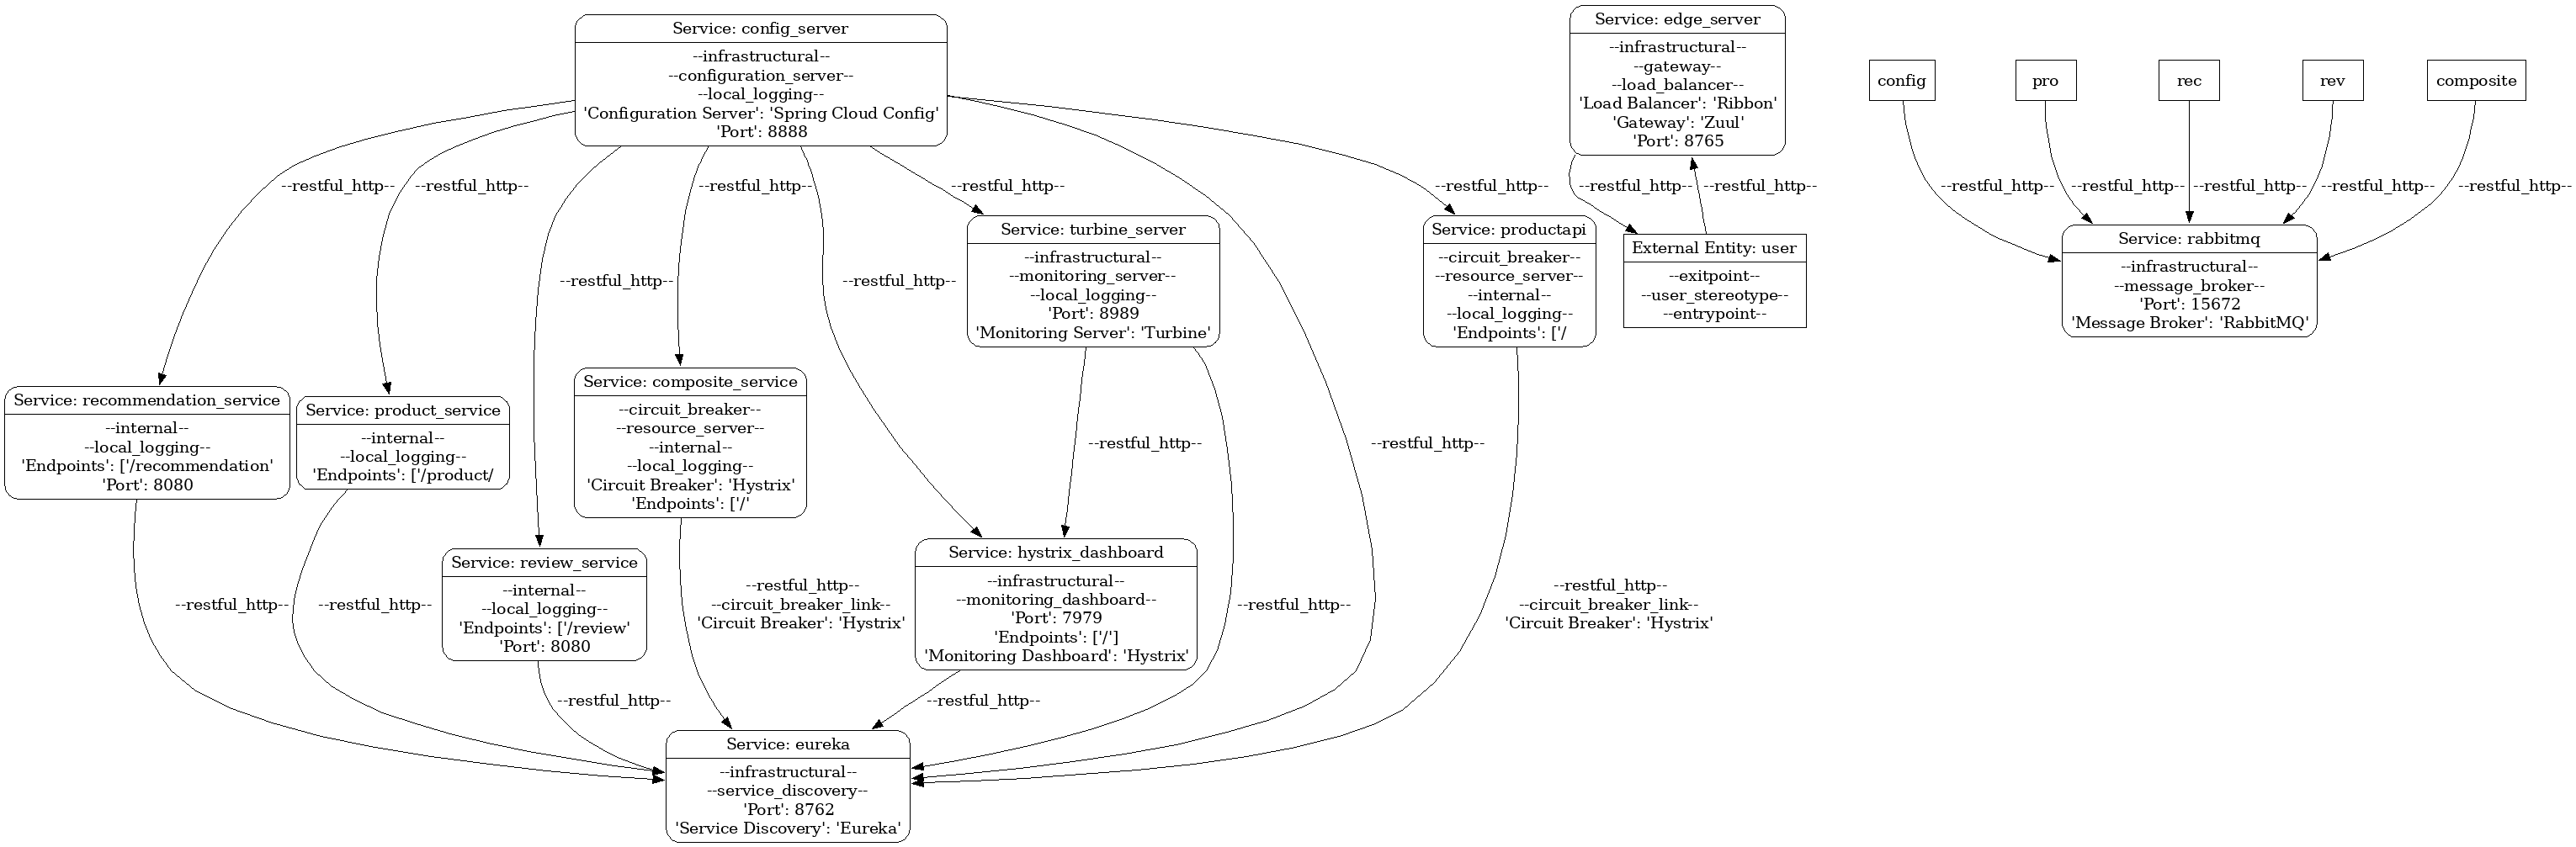 Service: config_server
--infrastructural--
--configuration_server--
--local_logging--
'Configuration Server': 'Spring Cloud Config'
'Port': 8888
Service: edge_server
--infrastructural--
--gateway--
--load_balancer--
'Load Balancer': 'Ribbon'
'Gateway': 'Zuul'
'Port': 8765
config
pro
rec
rev
composite
--restful_http--
--restful_http--
--restful_http--
--restful_http--
--restful_http--
--restful_http--
--restful_http--
--restful_http--
--restful_http--
--restful_http--
--restful_http--
--restful_http--
Service: turbine_server
--infrastructural--
--monitoring_server--
--local_logging--
'Port': 8989
'Monitoring Server': 'Turbine'
Service: productapi
--circuit_breaker--
--resource_server--
--internal--
--local_logging--
'Endpoints': ['/
External Entity: user
--exitpoint--
--user_stereotype--
--entrypoint--
Service: rabbitmq
--infrastructural--
--message_broker--
'Port': 15672
'Message Broker': 'RabbitMQ'
--restful_http--
--restful_http--
Service: recommendation_service
--internal--
--local_logging--
'Endpoints': ['/recommendation'
'Port': 8080
Service: product_service
--internal--
--local_logging--
'Endpoints': ['/product/
Service: composite_service
--circuit_breaker--
--resource_server--
--internal--
--local_logging--
'Circuit Breaker': 'Hystrix'
'Endpoints': ['/'
--restful_http--
--restful_http--
Service: review_service
--internal--
--local_logging--
'Endpoints': ['/review'
'Port': 8080
Service: hystrix_dashboard
--infrastructural--
--monitoring_dashboard--
'Port': 7979
'Endpoints': ['/']
'Monitoring Dashboard': 'Hystrix'
--restful_http--
--restful_http--
--restful_http--
--circuit_breaker_link--
'Circuit Breaker': 'Hystrix'
--restful_http--
--restful_http--
--circuit_breaker_link--
'Circuit Breaker': 'Hystrix'
--restful_http--
--restful_http--
Service: eureka
--infrastructural--
--service_discovery--
'Port': 8762
'Service Discovery': 'Eureka'